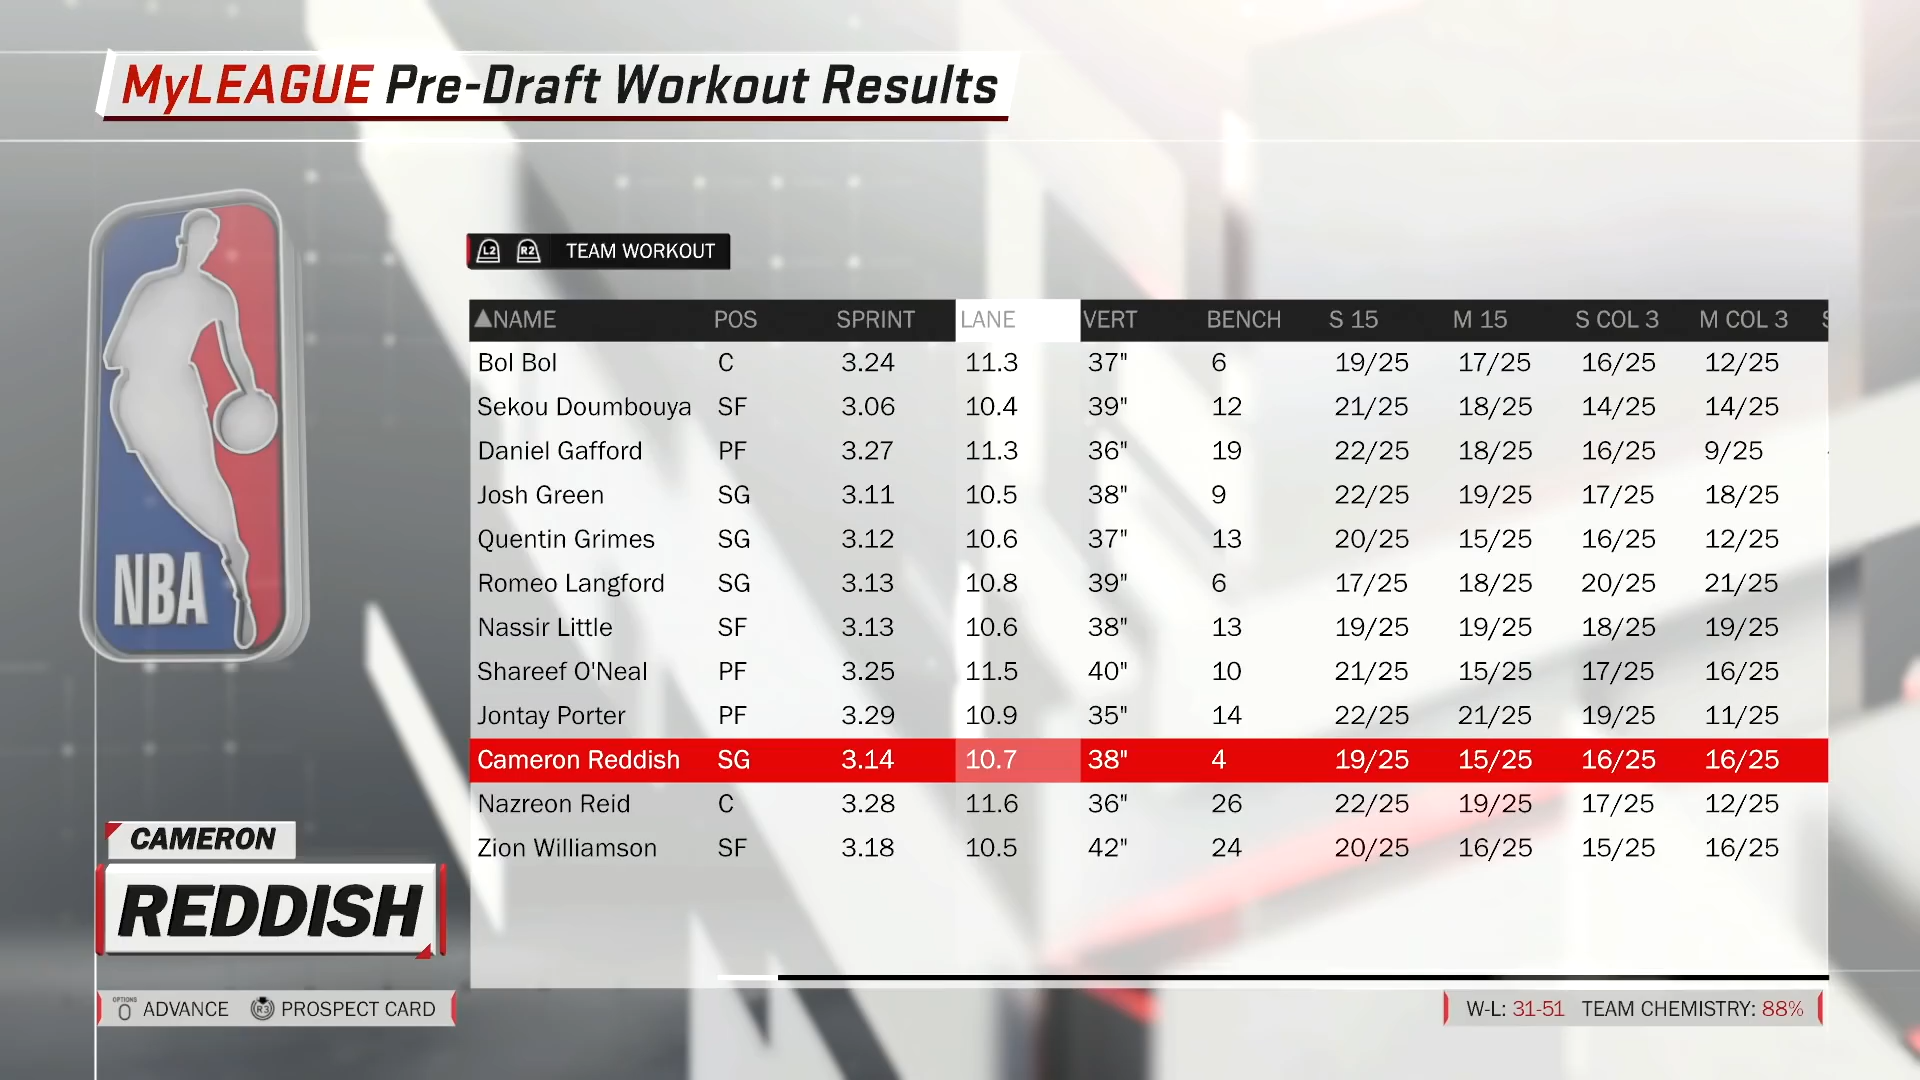 MyLEAGUE Pre-Draft Workout Results
L2 R2 TEAM WORKOUT
NAME POS SPRINT LANE VERT BENCH S 15 M 15 S COL 3 M COL 3
Bol Bol C 3.24 11.3 37" 6 19/25 17/25 16/25 12/25
Sekou Doumbouya SF 3.06 10.4 39" 12 21/25 18/25 14/25 14/25
Daniel Gafford PF 3.27 11.3 36" 19 22/25 18/25 16/25 9/25
Josh Green SG 3.11 10.5 38" 9 22/25 19/25 17/25 18/25
Quentin Grimes SG 3.12 10.6 37" 13 20/25 15/25 16/25 12/25
Romeo Langford SG 3.13 10.8 39" 6 17/25 18/25 20/25 21/25
Nassir Little SF 3.13 10.6 38" 13 19/25 19/25 18/25 19/25
Shareef O'Neal PF 3.25 11.5 40" 10 21/25 15/25 17/25 16/25
Jontay Porter PF 3.29 10.9 35" 14 22/25 21/25 19/25 11/25
Cameron Reddish SG 3.14 10.7 38" 4 19/25 15/25 16/25 16/25
Nazreon Reid C 3.28 11.6 36" 26 22/25 19/25 17/25 12/25
Zion Williamson SF 3.18 10.5 42" 24 20/25 16/25 15/25 16/25
NBA
CAMERON
REDDISH
OPTIONS ADVANCE R3 PROSPECT CARD
W-L: 31-51 TEAM CHEMISTRY: 88%